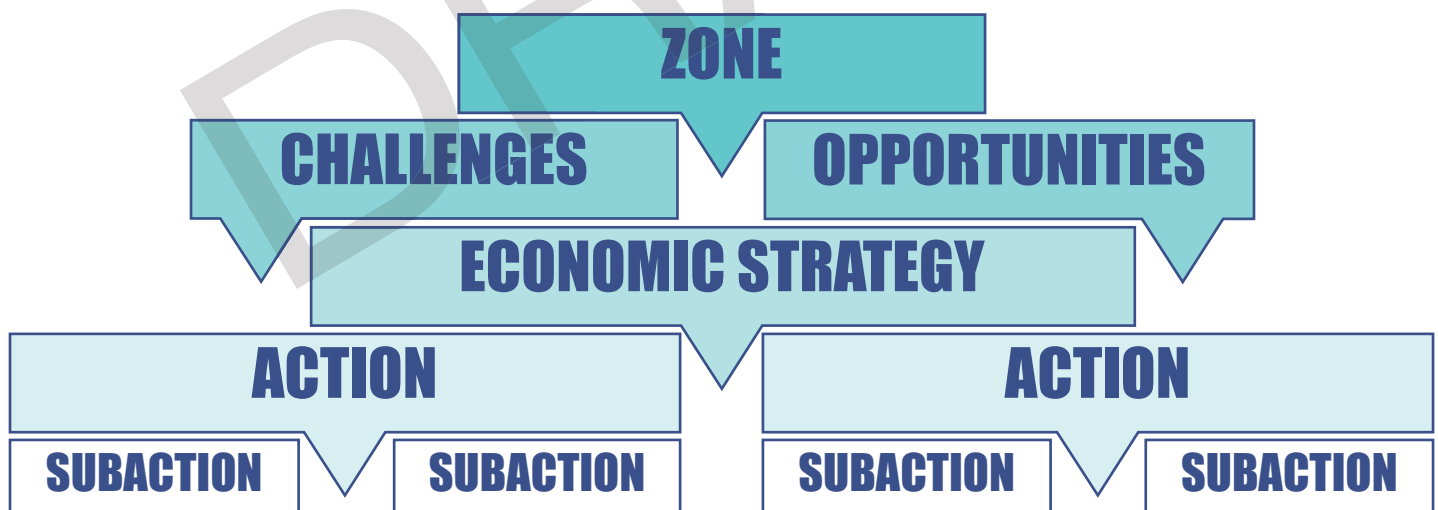 ZONE
CHALLENGES OPPORTUNITIES
ECONOMIC STRATEGY
ACTION ACTION
SUBACTION SUBACTION SUBACTION SUBACTION